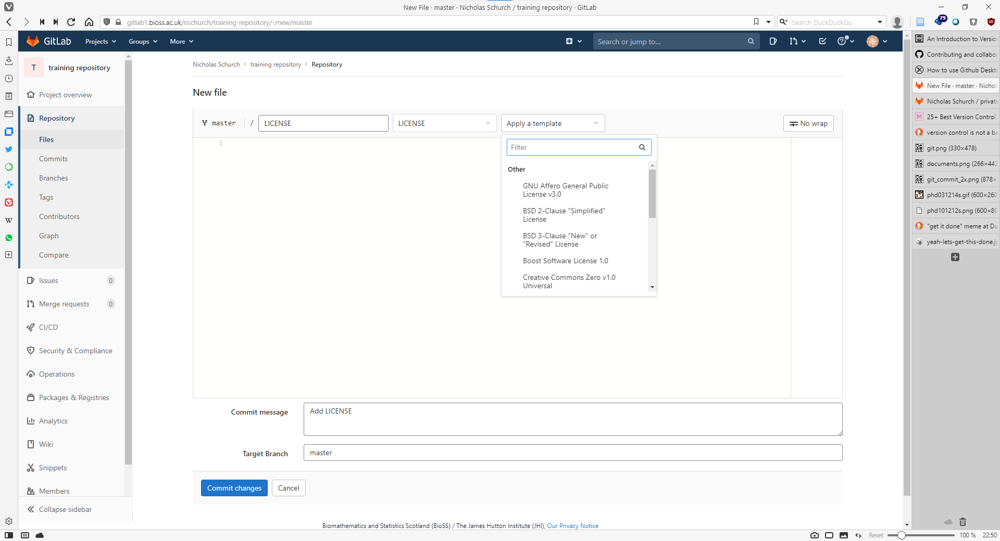 New File · master · Nicholas Schurch / training repository · GitLab
gitlab1.bioss.ac.uk/nschurch/training-repository/-/new/master
Search DuckDuckGo
79
GitLab
Projects
Groups
More
Search or jump to...
T
training repository
Project overview
Repository
Files
Commits
Branches
Tags
Contributors
Graph
Compare
Issues
0
Merge requests
0
CI/CD
Security & Compliance
Operations
Packages & Registries
Analytics
Wiki
Snippets
Members
Collapse sidebar
Nicholas Schurch > training repository > Repository
New file
master / LICENSE
LICENSE
Apply a template
No wrap
1
Filter
Other
GNU Affero General Public
License v3.0
BSD 2-Clause "Simplified"
License
BSD 3-Clause "New" or
"Revised" License
Boost Software License 1.0
Creative Commons Zero v1.0
Universal
Commit message
Add LICENSE
Target Branch
master
Commit changes
Cancel
Biomathematics and Statistics Scotland (BioSS) / The James Hutton Institute (JHI), Our Privacy Notice
An Introduction to Versio
Contributing and collabo
How to use Github Deskt
New File · master · Nichol
Nicholas Schurch / private
25+ Best Version Control
version control is not a ba
git.png (330×478)
documents.png (266×442
git_commit_2x.png (878×
phd031214s.gif (600×260
phd101212s.png (600×80
"get it done" meme at Du
yeah-lets-get-this-done.j
W
Reset
100 %
22:50